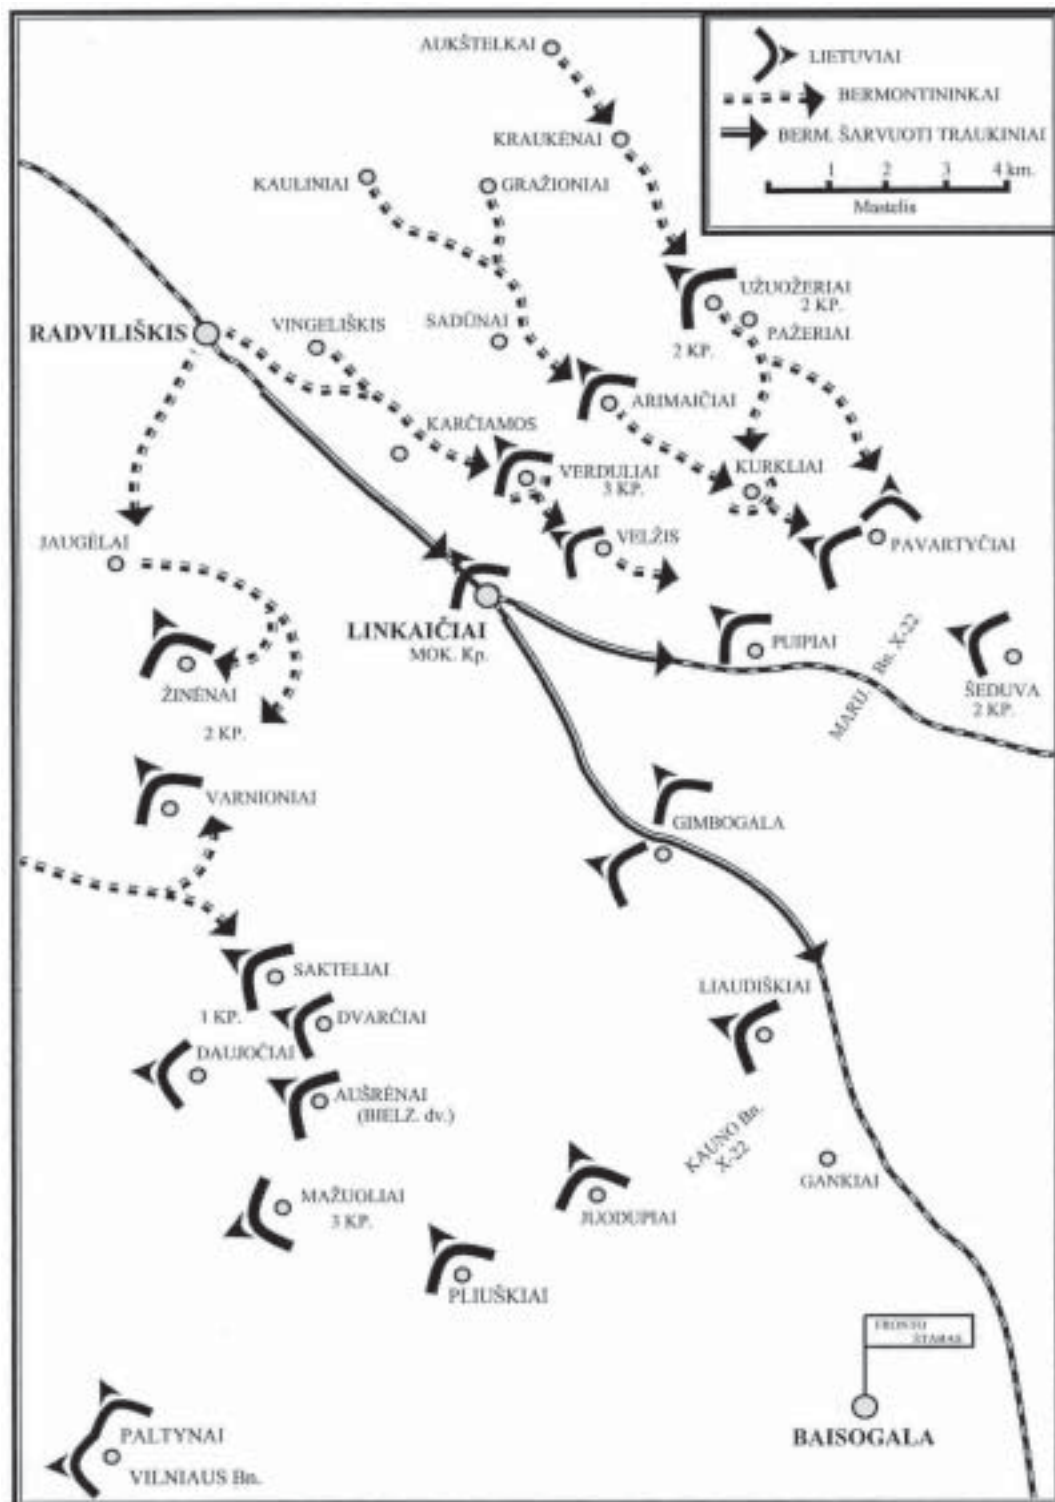 AUKŠTELKAI
LIETUVIAI
BERMONTININKAI
BERM. ŠARVUOTI TRAUKINIAI
1 2 3 4 km.
Mastelis
KRAUKĖNAI
KAULINIAI
GRAŽIONIAI
UŽUOŽERIAI
2 KP.
PAŽERIAI
2 KP.
RADVILIŠKIS
VINGELIŠKIS
SADŪNAI
ARIMAIČIAI
KARČIAMOS
VERDULIAI
3 KP.
KURKLIAI
VELŽIS
PAVARTYČIAI
JAUGĖLAI
LINKAIČIAI
MOK. Kp.
PUIPIAI
MARIJ. Bn. X-22
ŠEDUVA
2 KP.
ŽINĖNAI
2 KP.
VARNIONIAI
GIMBOGALA
SAKTELIAI
1 KP.
DVARČIAI
LIAUDIŠKIAI
DAUJOČIAI
AUŠRĖNAI
(BIELZ. dv.)
KAUNO Bn.
X-22
GANKIAI
MAŽUOLIAI
3 KP.
JUODUPIAI
PLIUŠKIAI
FRONTO
ŠTABAS
BAISOGALA
PALTYNAI
VILNIAUS Bn.